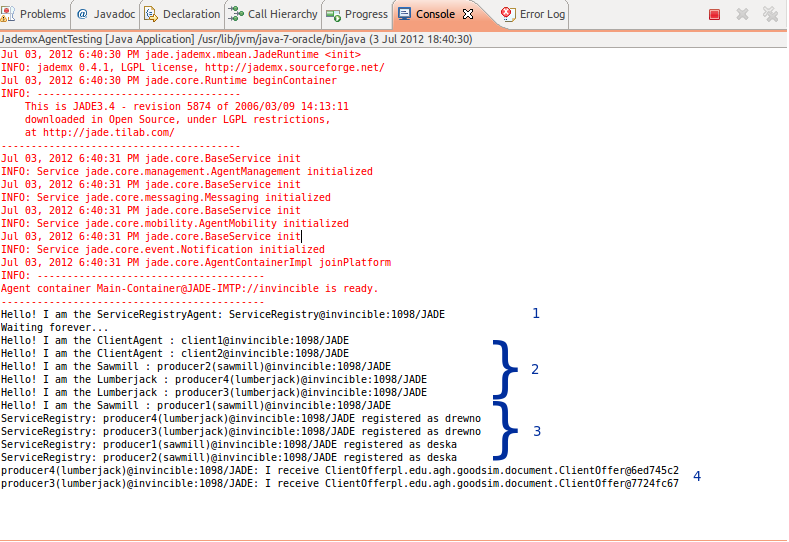 Problems @ Javadoc Declaration Call Hierarchy Progress Console Error Log
JademxAgentTesting [Java Application] /usr/lib/jvm/java-7-oracle/bin/java (3 Jul 2012 18:40:30)
Jul 03, 2012 6:40:30 PM jade.jademx.mbean.JadeRuntime <init>
INFO: jademx 0.4.1, LGPL license, http://jademx.sourceforge.net/
Jul 03, 2012 6:40:30 PM jade.core.Runtime beginContainer
INFO: ----------------------------------
This is JADE3.4 - revision 5874 of 2006/03/09 14:13:11
downloaded in Open Source, under LGPL restrictions,
at http://jade.tilab.com/
----------------------------------------
Jul 03, 2012 6:40:31 PM jade.core.BaseService init
INFO: Service jade.core.management.AgentManagement initialized
Jul 03, 2012 6:40:31 PM jade.core.BaseService init
INFO: Service jade.core.messaging.Messaging initialized
Jul 03, 2012 6:40:31 PM jade.core.BaseService init
INFO: Service jade.core.mobility.AgentMobility initialized
Jul 03, 2012 6:40:31 PM jade.core.BaseService init
INFO: Service jade.core.event.Notification initialized
Jul 03, 2012 6:40:31 PM jade.core.AgentContainerImpl joinPlatform
INFO: --------------------------------------
Agent container Main-Container@JADE-IMTP://invincible is ready.
--------------------------------------------
Hello! I am the ServiceRegistryAgent: ServiceRegistry@invincible:1098/JADE 1
Waiting forever...
Hello! I am the ClientAgent : client1@invincible:1098/JADE
Hello! I am the ClientAgent : client2@invincible:1098/JADE
Hello! I am the Sawmill : producer2(sawmill)@invincible:1098/JADE } 2
Hello! I am the Lumberjack : producer4(lumberjack)@invincible:1098/JADE
Hello! I am the Lumberjack : producer3(lumberjack)@invincible:1098/JADE
Hello! I am the Sawmill : producer1(sawmill)@invincible:1098/JADE
ServiceRegistry: producer4(lumberjack)@invincible:1098/JADE registered as drewno
ServiceRegistry: producer3(lumberjack)@invincible:1098/JADE registered as drewno } 3
ServiceRegistry: producer1(sawmill)@invincible:1098/JADE registered as deska
ServiceRegistry: producer2(sawmill)@invincible:1098/JADE registered as deska
producer4(lumberjack)@invincible:1098/JADE: I receive ClientOfferpl.edu.agh.goodsim.document.ClientOffer@6ed745c2 4
producer3(lumberjack)@invincible:1098/JADE: I receive ClientOfferpl.edu.agh.goodsim.document.ClientOffer@7724fc67